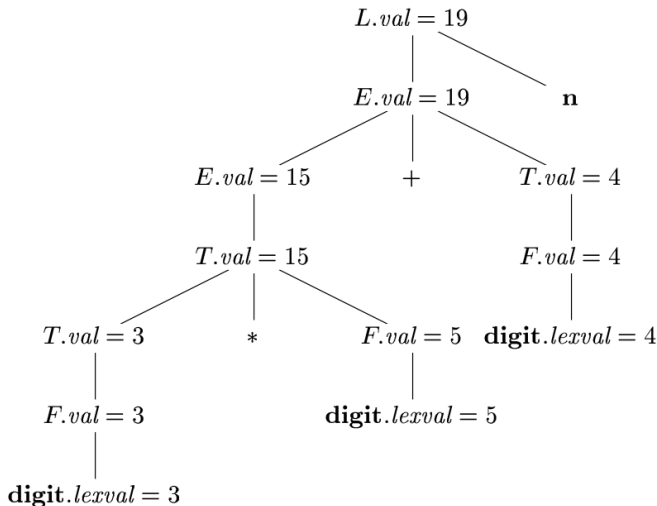 L.val = 19
E.val = 19 n
E.val = 15 + T.val = 4
T.val = 15 F.val = 4
T.val = 3 * F.val = 5 digit.lexval = 4
F.val = 3 digit.lexval = 5
digit.lexval = 3